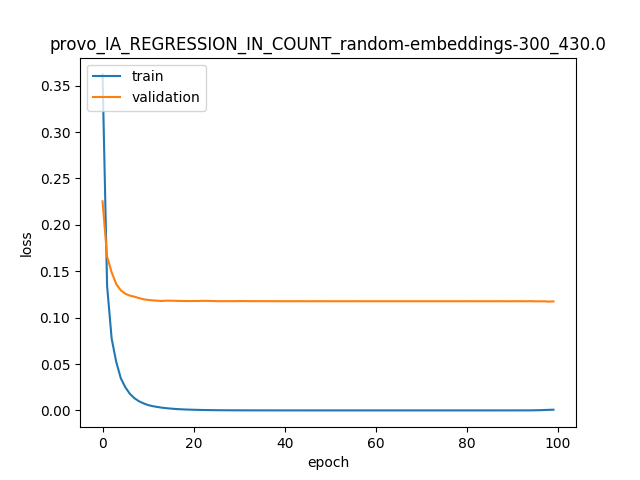 provo_IA_REGRESSION_IN_COUNT_random-embeddings-300_430.0
train
validation
0.35
0.30
0.25
0.20
0.15
0.10
0.05
0.00
loss
0 20 40 60 80 100
epoch